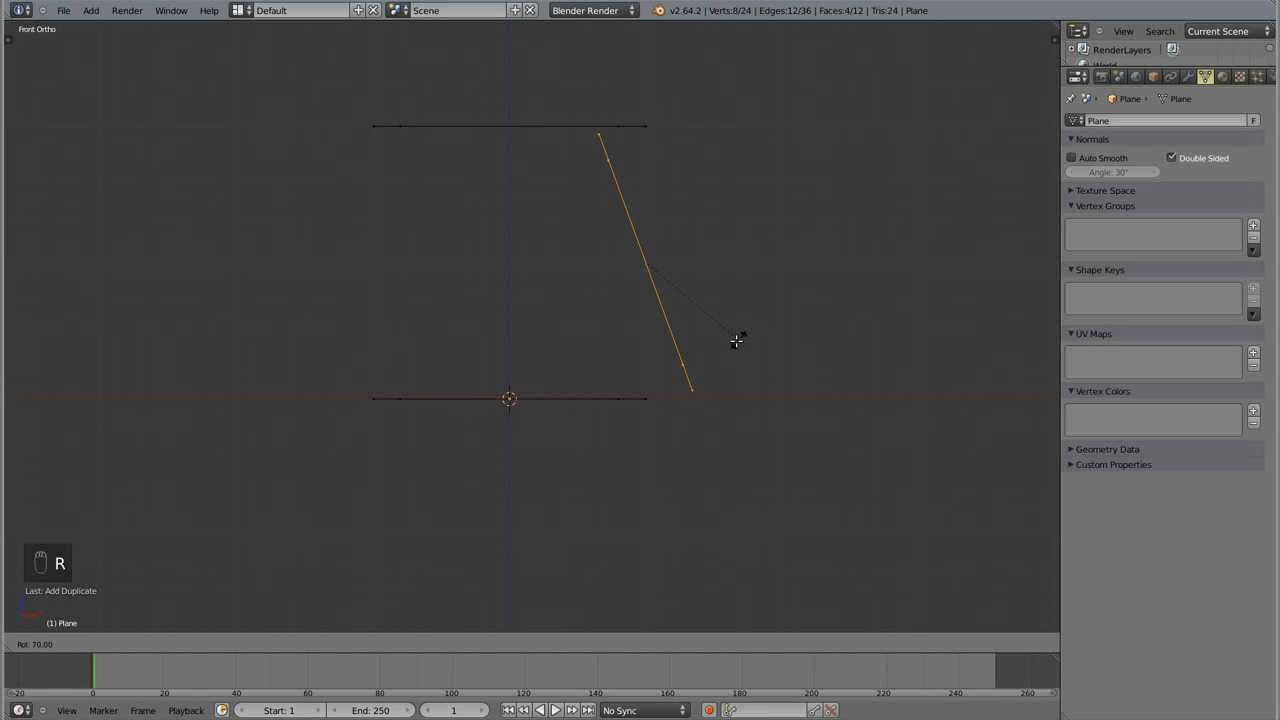 File Add Render Window Help Default Scene Blender Render v2.64.2 | Verts:8/24 | Edges:12/36 | Faces:4/12 | Tris:24 | Plane
Front Ortho
View Search Current Scene
RenderLayers
Plane Plane
Plane F
Normals
Auto Smooth Double Sided
Angle: 30°
Texture Space
Vertex Groups
Shape Keys
UV Maps
Vertex Colors
Geometry Data
Custom Properties
R
Last: Add Duplicate
(1) Plane
Rot: 70.00
-20 0 20 40 60 80 100 120 140 160 180 200 220 240 260
View Marker Frame Playback Start: 1 End: 250 1 No Sync